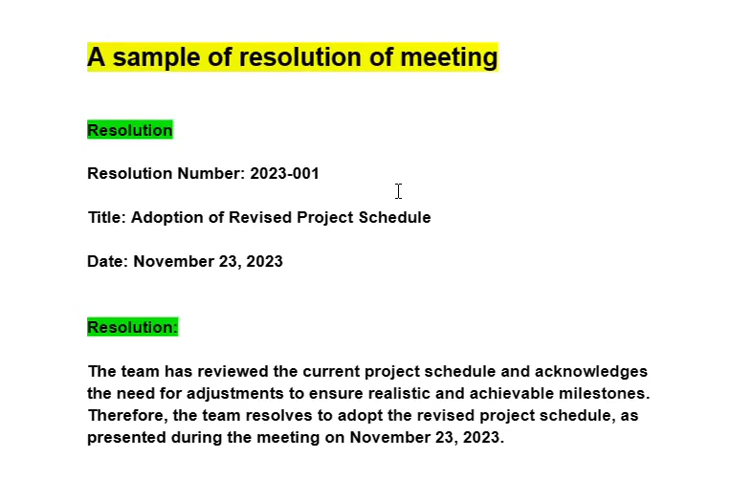 A sample of resolution of meeting
Resolution
Resolution Number: 2023-001
Title: Adoption of Revised Project Schedule
Date: November 23, 2023
Resolution:
The team has reviewed the current project schedule and acknowledges
the need for adjustments to ensure realistic and achievable milestones.
Therefore, the team resolves to adopt the revised project schedule, as
presented during the meeting on November 23, 2023.